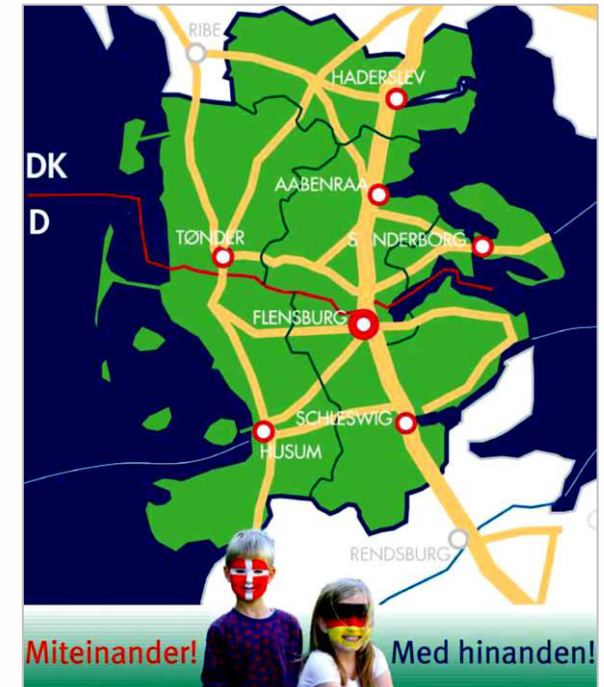 RIBE
HADERSLEV
DK
AABENRAA
D
TØNDER
SØNDERBORG
FLENSBURG
SCHLESWIG
HUSUM
RENDSBURG
Miteinander!
Med hinanden!